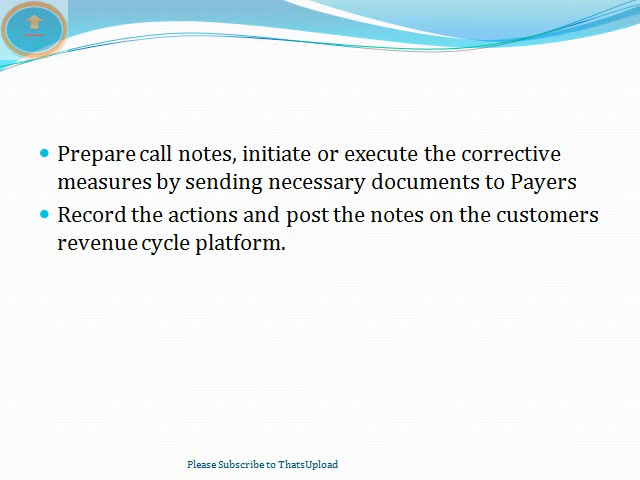 Prepare call notes, initiate or execute the corrective
measures by sending necessary documents to Payers
Record the actions and post the notes on the customers
revenue cycle platform.
Please Subscribe to ThatsUpload